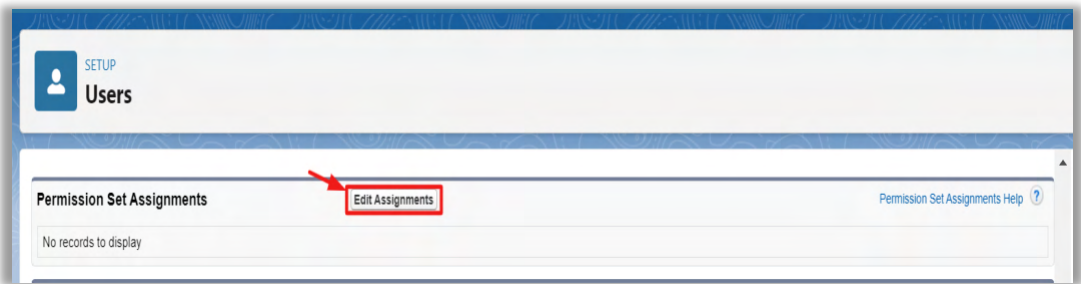 SETUP
Users
Permission Set Assignments Edit Assignments Permission Set Assignments Help ?
No records to display